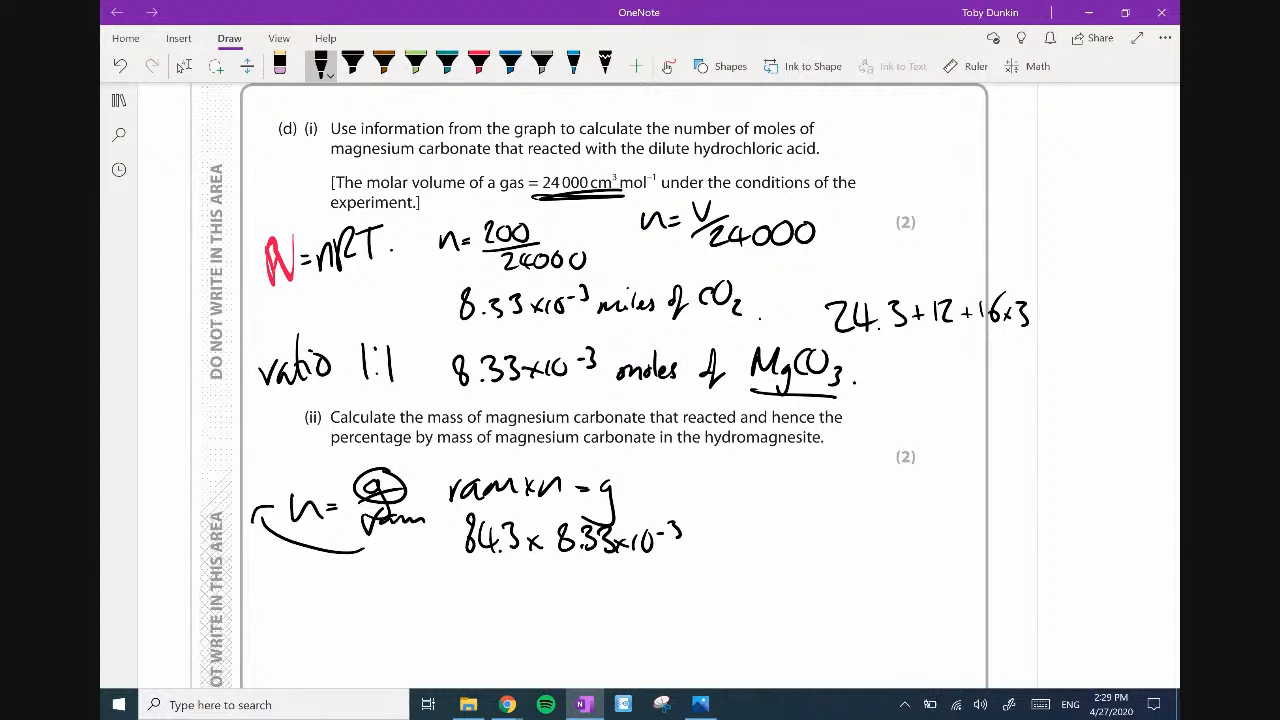 OneNote
Toby Dunkin
Home Insert Draw View Help
Share
Shapes Ink to Shape Ink to Text Ruler Math
DO NOT WRITE IN THIS AREA
(d) (i) Use information from the graph to calculate the number of moles of
magnesium carbonate that reacted with the dilute hydrochloric acid.
[The molar volume of a gas = 24 000 cm³ mol⁻¹ under the conditions of the
experiment.]
(2)
n = V/24000
= nRT.
n = 200/24000
8.33 x 10⁻³ moles of CO₂.
24.3 + 12 + 16 x 3
ratio 1:1 8.33 x 10⁻³ moles of MgCO₃.
(ii) Calculate the mass of magnesium carbonate that reacted and hence the
percentage by mass of magnesium carbonate in the hydromagnesite.
(2)
n = g/ram ram x n = g
84.3 x 8.33 x 10⁻³
OT WRITE IN THIS AREA
Type here to search
ENG
2:29 PM
4/27/2020